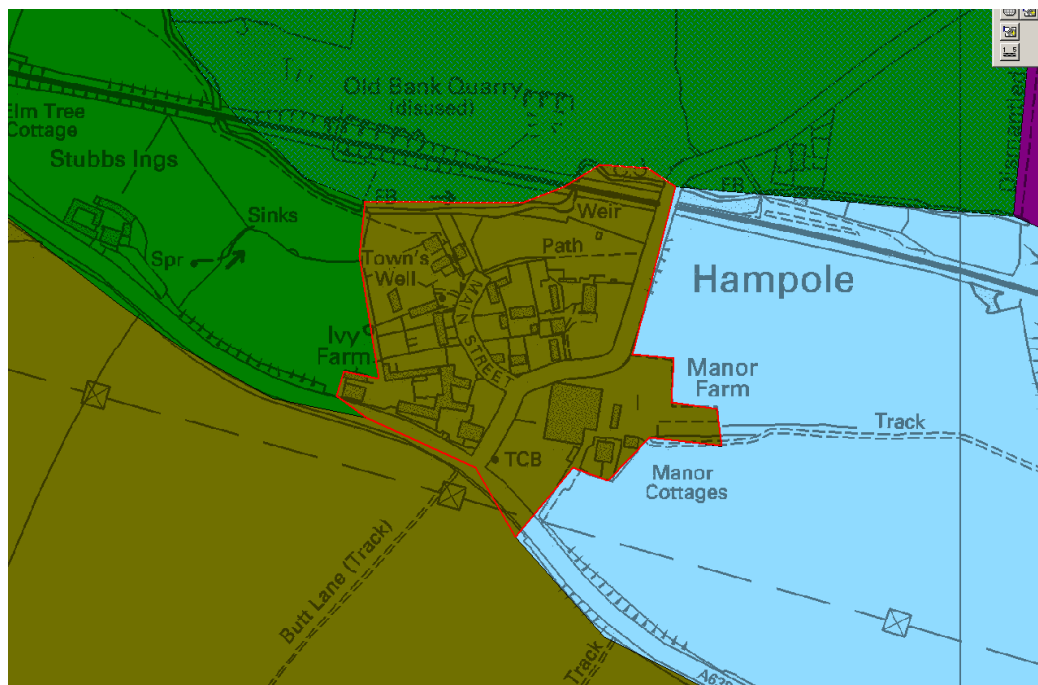 Old Bank Quarry
(disused)
Elm Tree
Cottage
Stubbs Ings
Sinks
Spr
FB
Weir
FB
Path
Town's
Well
MAIN STREET
Ivy
Farm
Hampole
Manor
Farm
Track
TCB
Manor
Cottages
Butt Lane (Track)
Track
Dismantled